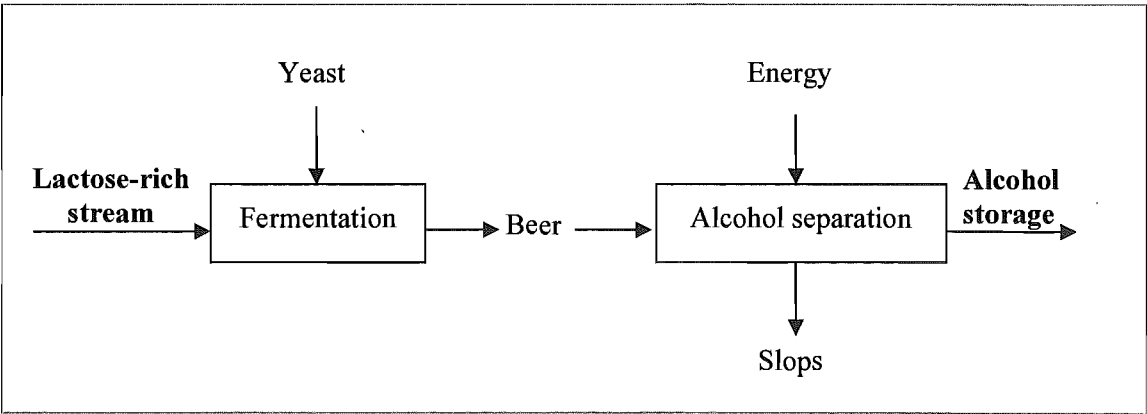 Yeast
Energy
Lactose-rich
stream
Fermentation
Beer
Alcohol separation
Alcohol
storage
Slops